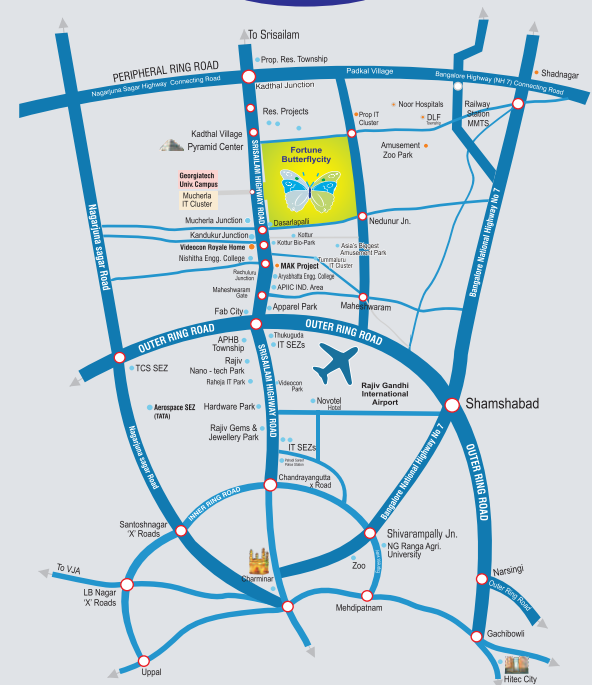 To Srisailam
Prop. Res. Township
PERIPHERAL RING ROAD
Nagarjuna Sagar Highway Connecting Road
Padkal Village
Bangalore Highway (NH 7) Connecting Road
Shadnagar
Kadthal Junction
Railway
Station
MMTS
Noor Hospitals
DLF
Res. Projects
Prop IT
Cluster
Kadthal Village
Pyramid Center
Amusement
Zoo Park
Fortune
Butterflycity
SRISAILAM HIGHWAY ROAD
Georgiatech
Univ. Campus
Mucherla
IT Cluster
Nagarjuna sagar Road
Bangalore National Highway No 7
Mucherla Junction
Dasarlapalli
Nedunur Jn.
Kandukur Junction
Kottur
Kottur Bio-Park
Videocon Royale Home
Asia's Biggest
Amusement Park
Nishitha Engg. College
Tummaluru
IT Cluster
MAK Project
Rachuluru
Junction
Aryabhatta Engg. College
APIIC IND. Area
Maheshwaram
Gate
Maheshwaram
Fab City
Apparel Park
OUTER RING ROAD
OUTER RING ROAD
Thukuguda
IT SEZs
APHB
Township
TCS SEZ
Rajiv
Nano - tech Park
Raheja IT Park
SRISAILAM HIGHWAY ROAD
Videocon
Park
Rajiv Gandhi
International
Airport
Novotel
Hotel
Shamshabad
Aerospace SEZ
(TATA)
Hardware Park
Rajiv Gems &
Jewellery Park
IT SEZs
Nagarjuna sagar Road
Bangalore National Highway No 7
OUTER RING ROAD
Chandrayangutta
x Road
INNER RING ROAD
Santoshnagar
'X' Roads
Shivarampally Jn.
NG Ranga Agri.
University
Zoo
Charminar
To VJA
LB Nagar
'X' Roads
Mehdipatnam
Narsingi
Outer Ring Road
Gachibowli
Uppal
Hitec City